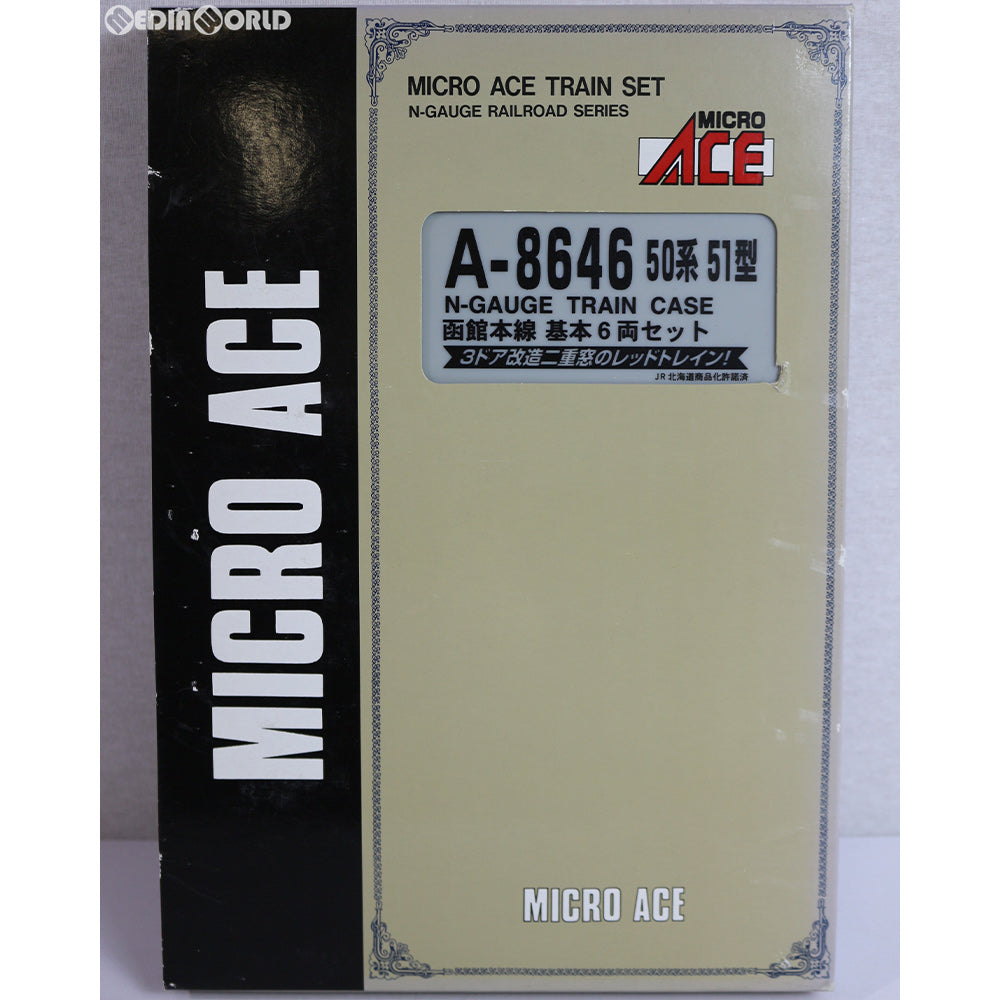 MEDIAWORLD
MICRO ACE
MICRO ACE TRAIN SET
N-GAUGE RAILROAD SERIES
MICRO
ACE
A-8646 50系 51型
N-GAUGE TRAIN CASE
函館本線 基本6両セット
3ドア改造二重窓のレッドトレイン!
JR北海道商品化許諾済
MICRO ACE